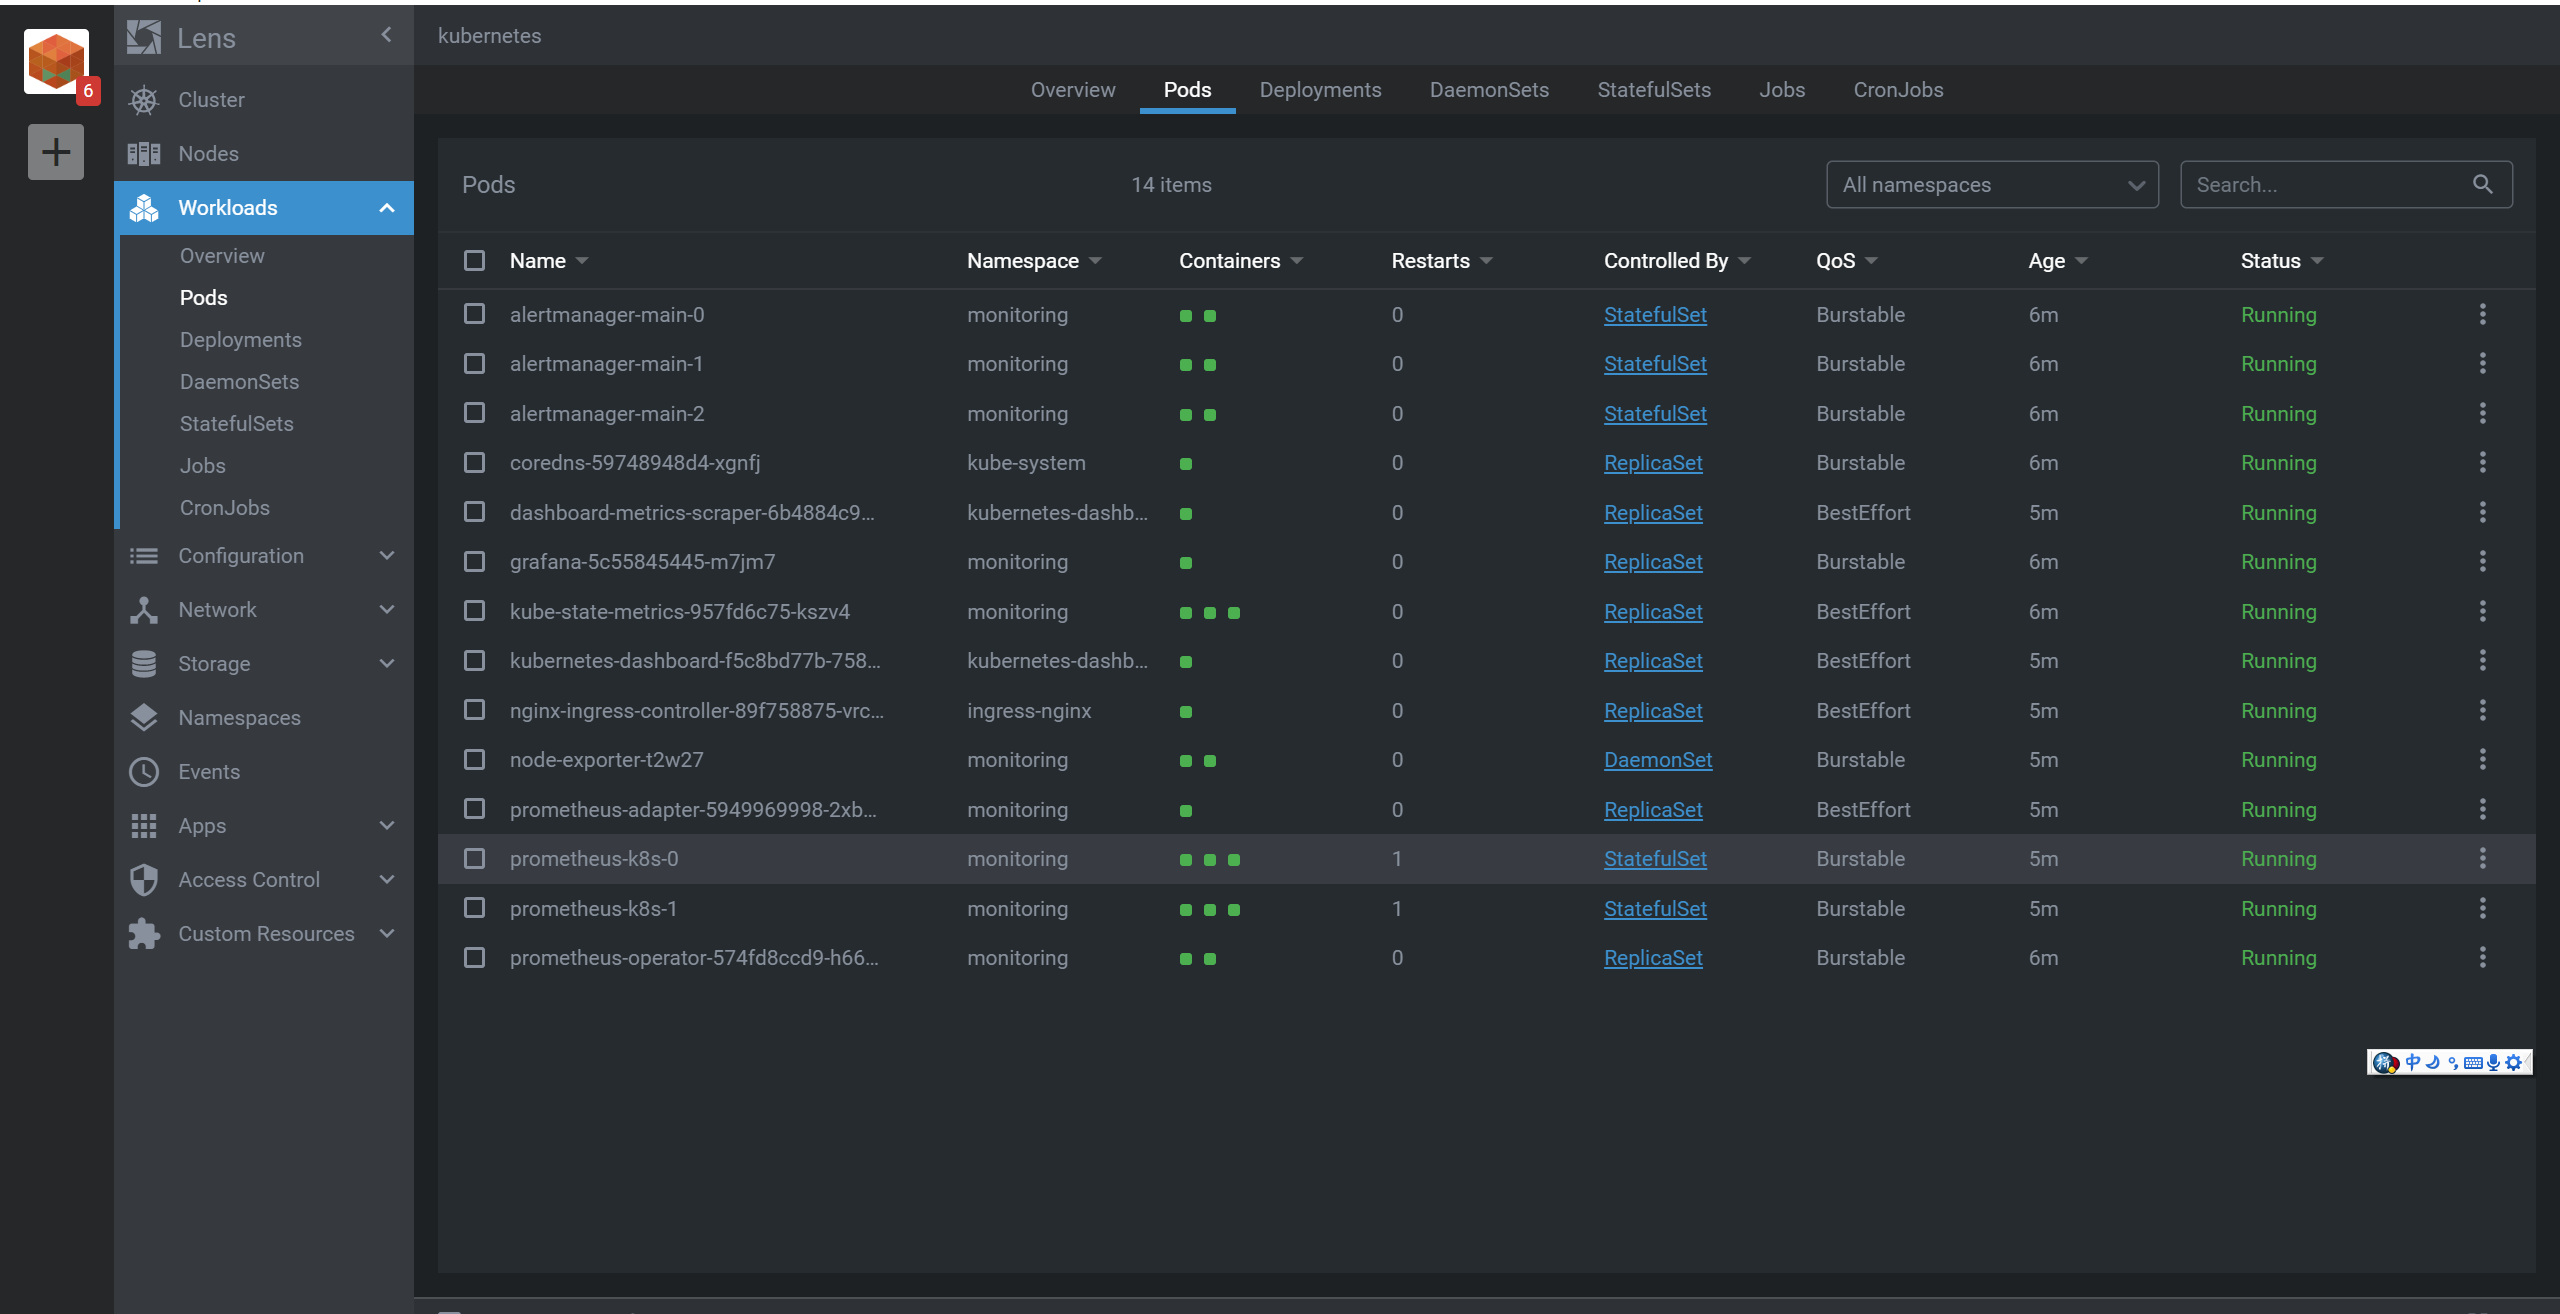 Lens
kubernetes
6
Cluster
Nodes
Workloads
Overview
Pods
Deployments
DaemonSets
StatefulSets
Jobs
CronJobs
Configuration
Network
Storage
Namespaces
Events
Apps
Access Control
Custom Resources
Overview Pods Deployments DaemonSets StatefulSets Jobs CronJobs
Pods 14 items All namespaces Search...
Name Namespace Containers Restarts Controlled By QoS Age Status
alertmanager-main-0 monitoring 0 StatefulSet Burstable 6m Running
alertmanager-main-1 monitoring 0 StatefulSet Burstable 6m Running
alertmanager-main-2 monitoring 0 StatefulSet Burstable 6m Running
coredns-59748948d4-xgnfj kube-system 0 ReplicaSet Burstable 6m Running
dashboard-metrics-scraper-6b4884c9... kubernetes-dashb... 0 ReplicaSet BestEffort 5m Running
grafana-5c55845445-m7jm7 monitoring 0 ReplicaSet Burstable 6m Running
kube-state-metrics-957fd6c75-kszv4 monitoring 0 ReplicaSet BestEffort 6m Running
kubernetes-dashboard-f5c8bd77b-758... kubernetes-dashb... 0 ReplicaSet BestEffort 5m Running
nginx-ingress-controller-89f758875-vrc... ingress-nginx 0 ReplicaSet BestEffort 5m Running
node-exporter-t2w27 monitoring 0 DaemonSet Burstable 5m Running
prometheus-adapter-5949969998-2xb... monitoring 0 ReplicaSet BestEffort 5m Running
prometheus-k8s-0 monitoring 1 StatefulSet Burstable 5m Running
prometheus-k8s-1 monitoring 1 StatefulSet Burstable 5m Running
prometheus-operator-574fd8ccd9-h66... monitoring 0 ReplicaSet Burstable 6m Running
中